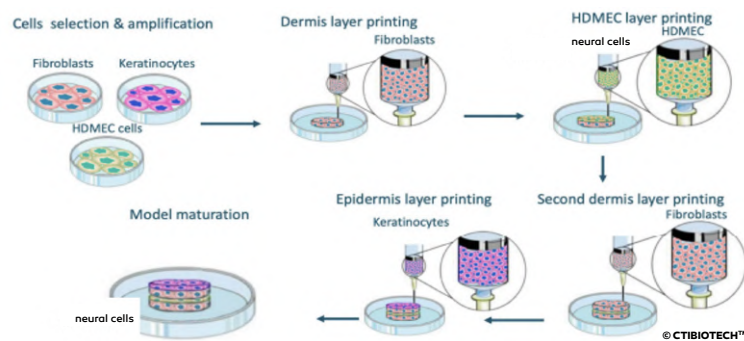 Cells selection & amplification
Fibroblasts
Keratinocytes
HDMEC cells
Dermis layer printing
Fibroblasts
HDMEC layer printing
HDMEC
neural cells
Second dermis layer printing
Fibroblasts
Epidermis layer printing
Keratinocytes
Model maturation
neural cells
© CTIBIOTECH™